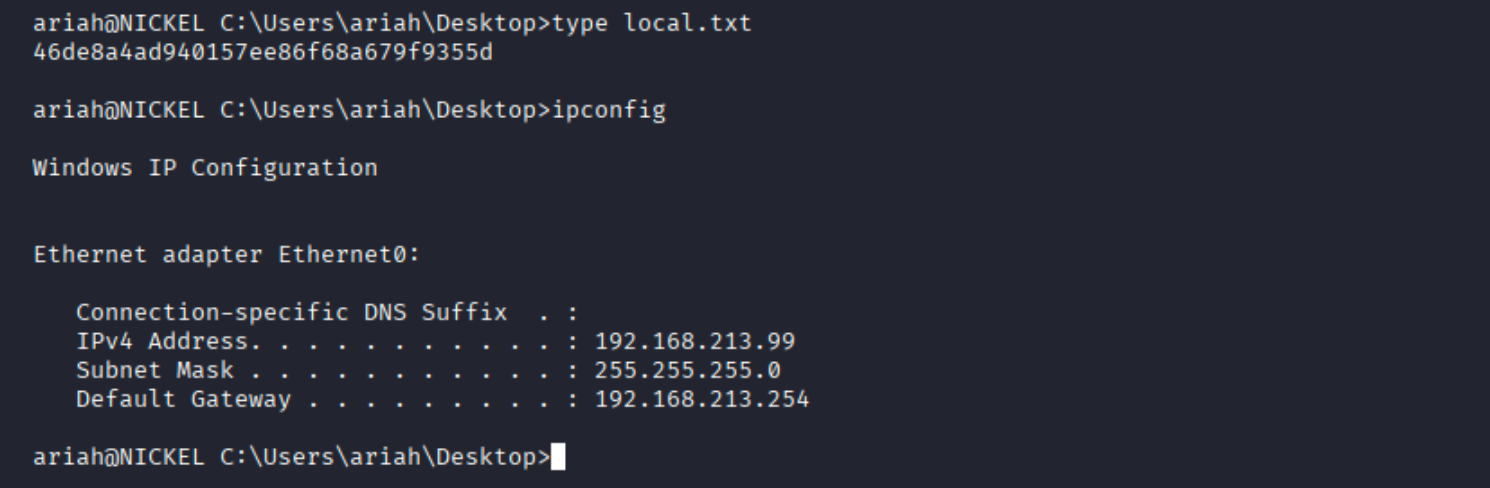 ariah@NICKEL C:\Users\ariah\Desktop>type local.txt
46de8a4ad940157ee86f68a679f9355d
ariah@NICKEL C:\Users\ariah\Desktop>ipconfig
Windows IP Configuration
Ethernet adapter Ethernet0:
Connection-specific DNS Suffix  . :
IPv4 Address. . . . . . . . . . . : 192.168.213.99
Subnet Mask . . . . . . . . . . . : 255.255.255.0
Default Gateway . . . . . . . . . : 192.168.213.254
ariah@NICKEL C:\Users\ariah\Desktop>